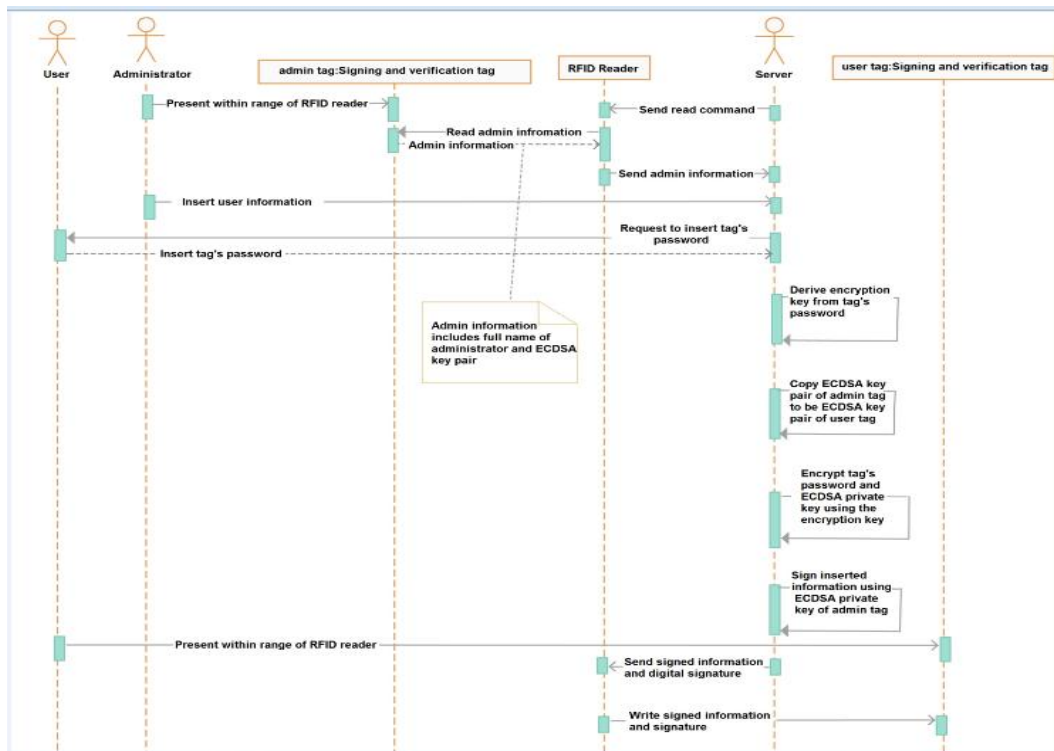 User
Administrator
admin tag:Signing and verification tag
RFID Reader
Server
user tag:Signing and verification tag
Present within range of RFID reader
Send read command
Read admin infromation
Admin information
Send admin information
Insert user information
Request to insert tag's
password
Insert tag's password
Derive encryption
key from tag's
password
Admin information
includes full name of
administrator and ECDSA
key pair
Copy ECDSA key
pair of admin tag
to be ECDSA key
pair of user tag
Encrypt tag's
password and
ECDSA private
key using the
encryption key
Sign inserted
information using
ECDSA private
key of admin tag
Present within range of RFID reader
Send signed information
and digital signature
Write signed information
and signature